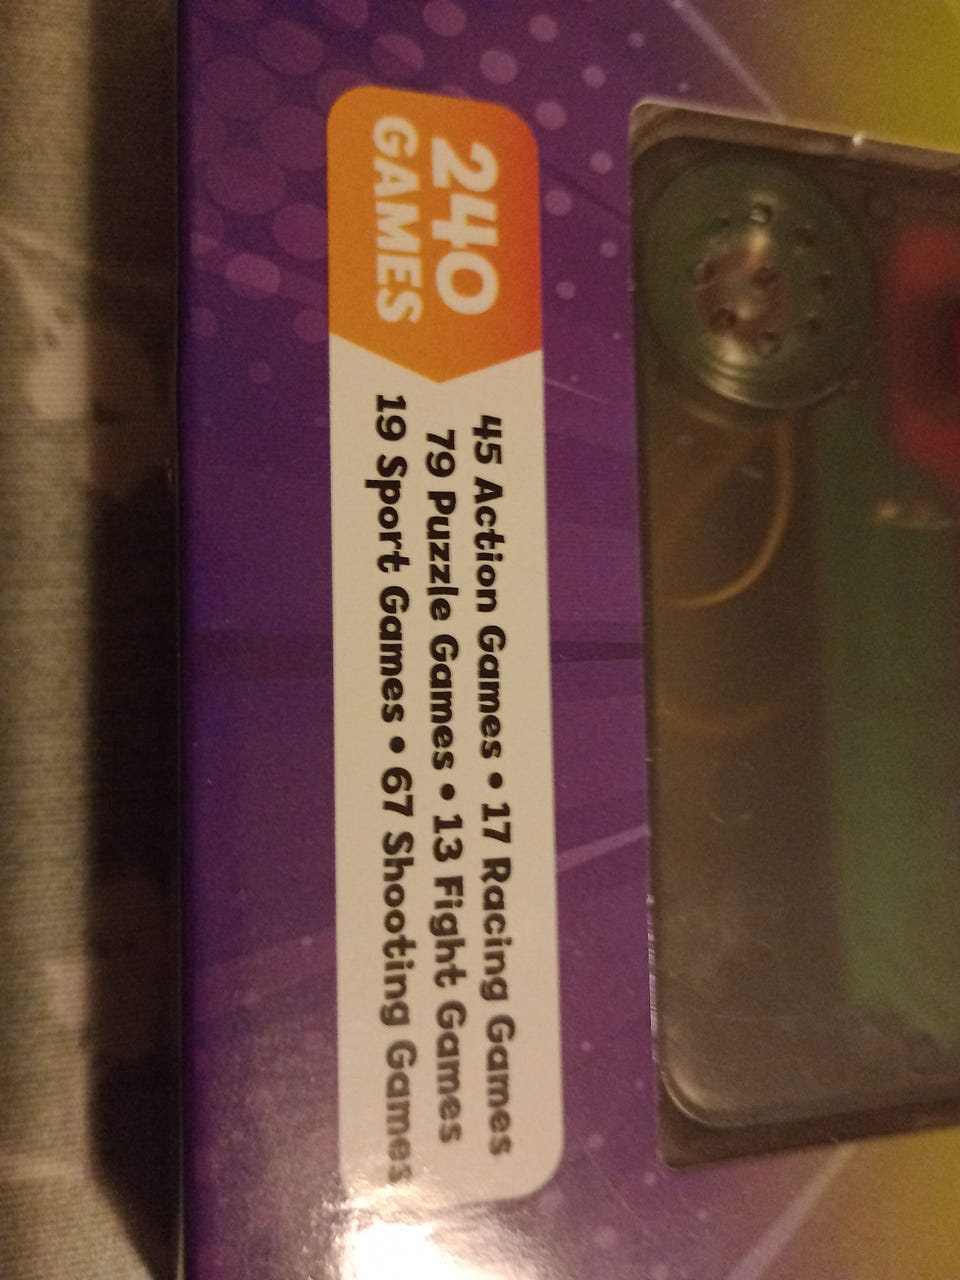 240
GAMES
45 Action Games • 17 Racing Games
79 Puzzle Games • 13 Fight Games
19 Sport Games • 67 Shooting Games